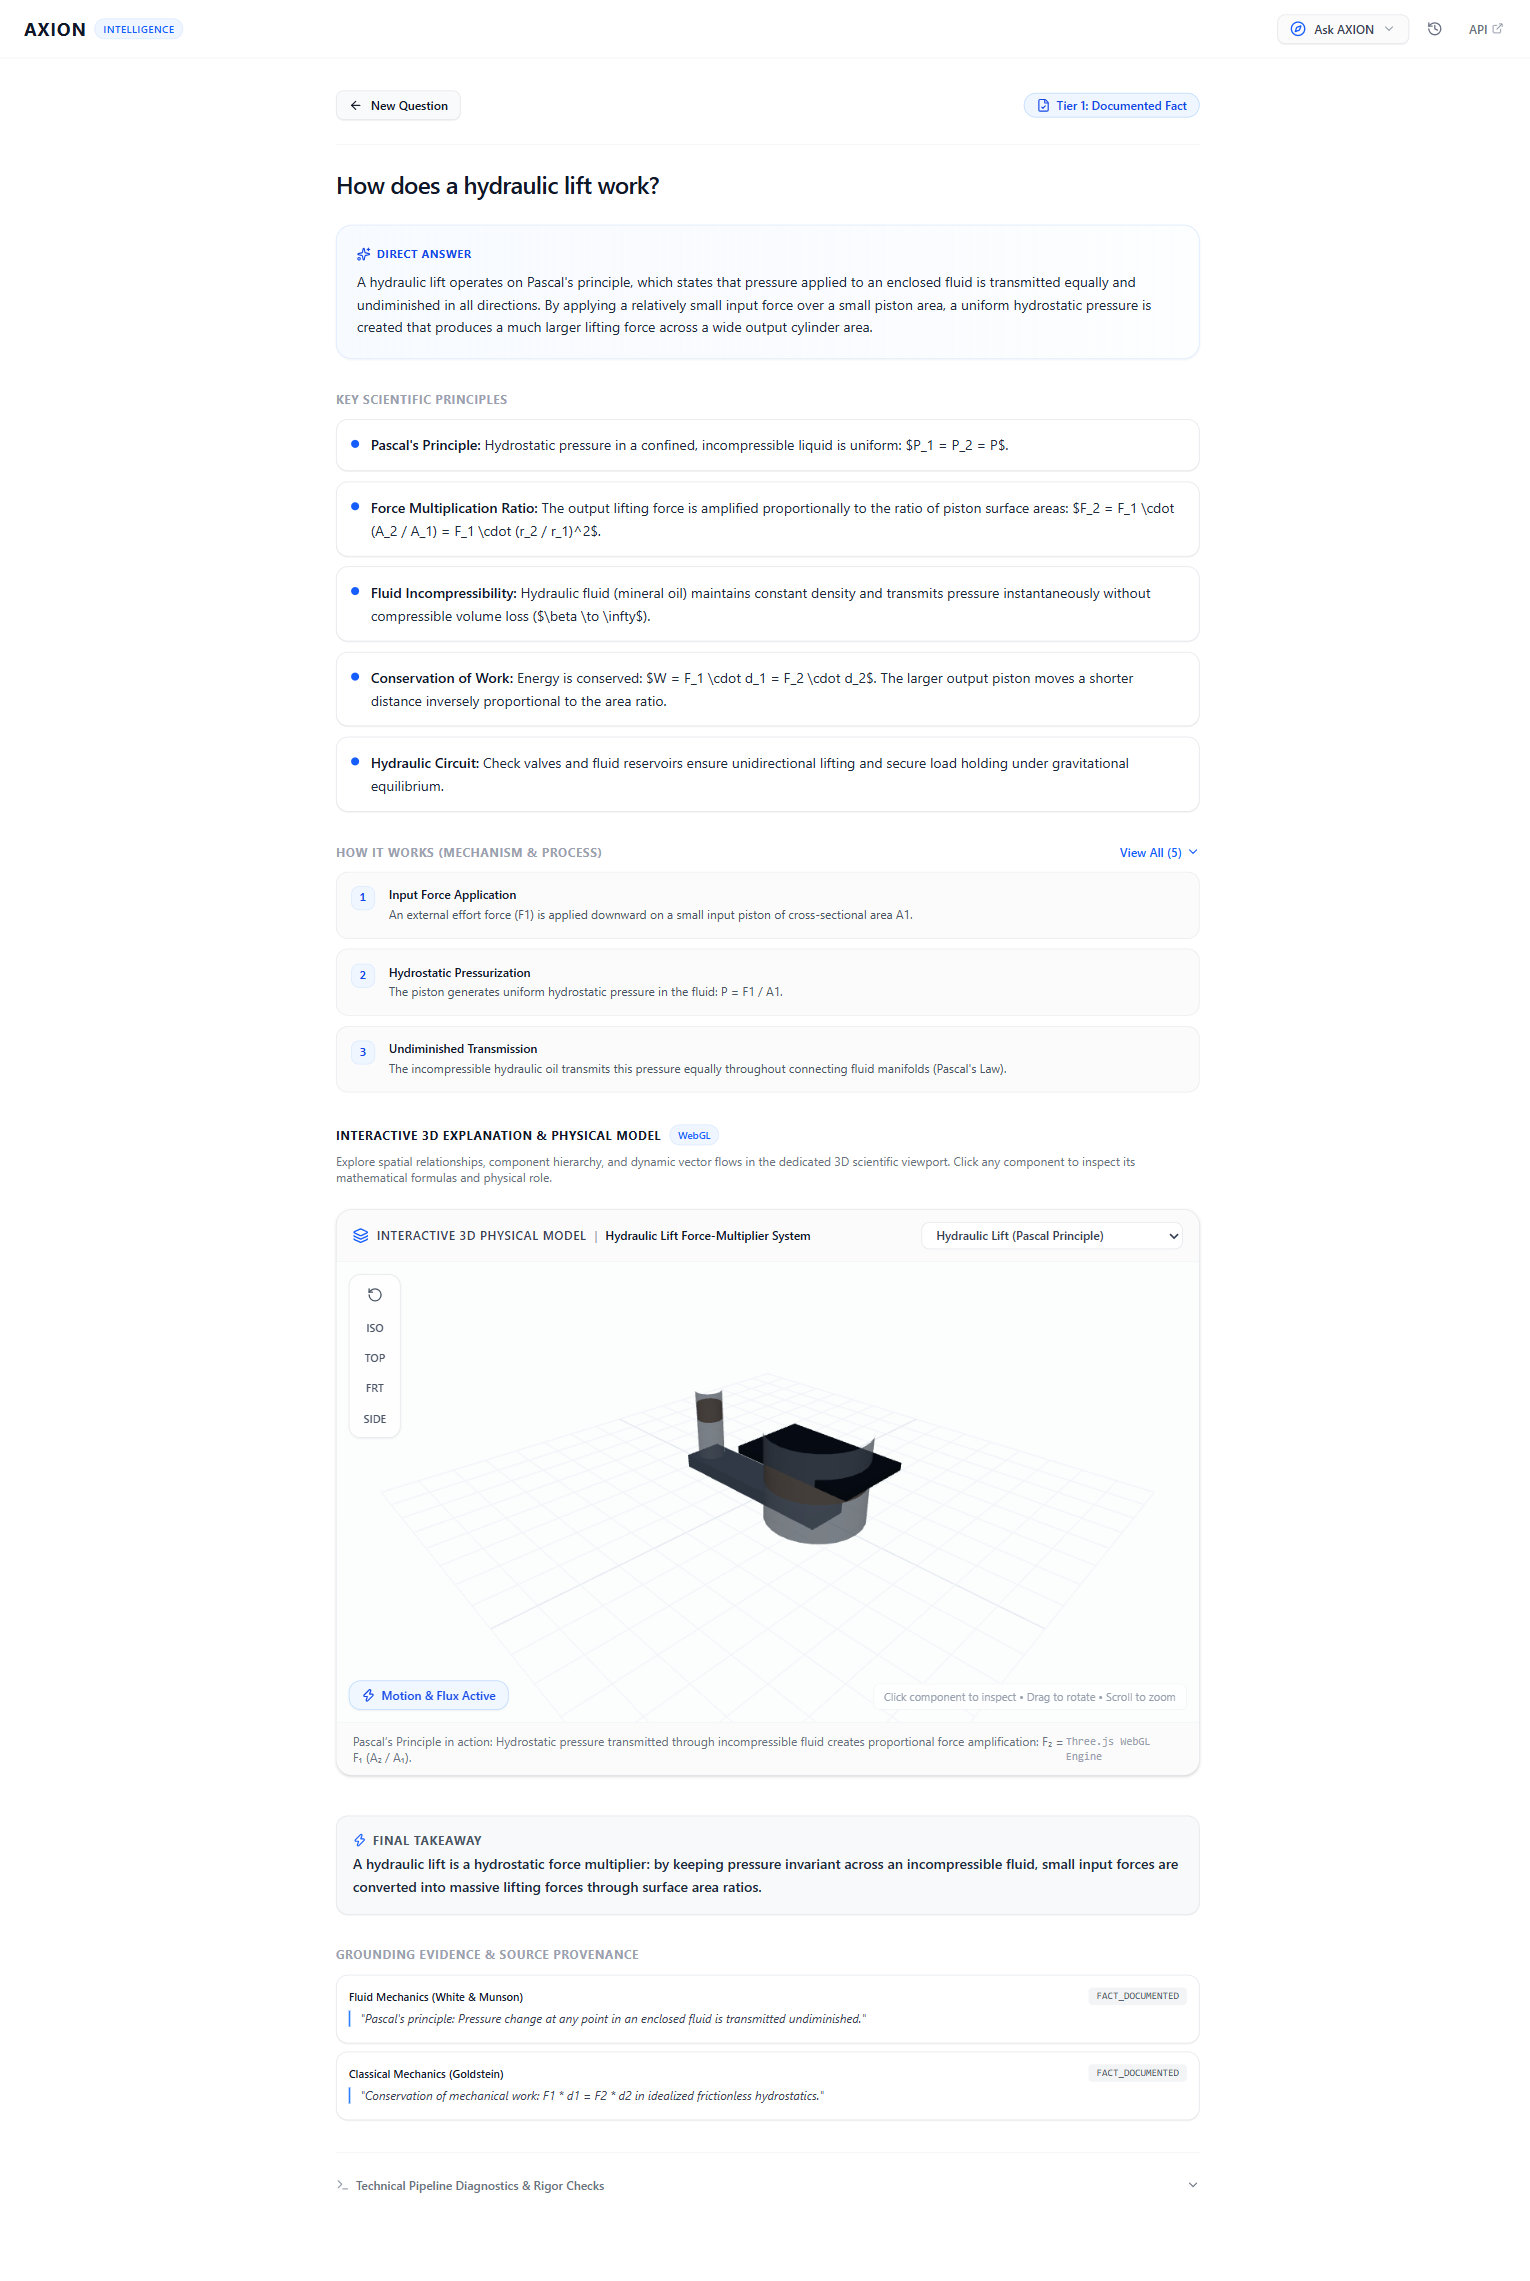 AXION INTELLIGENCE
Ask AXION
API
New Question
Tier 1: Documented Fact
How does a hydraulic lift work?
DIRECT ANSWER
A hydraulic lift operates on Pascal's principle, which states that pressure applied to an enclosed fluid is transmitted equally and
undiminished in all directions. By applying a relatively small input force over a small piston area, a uniform hydrostatic pressure is
created that produces a much larger lifting force across a wide output cylinder area.
KEY SCIENTIFIC PRINCIPLES
Pascal's Principle: Hydrostatic pressure in a confined, incompressible liquid is uniform: $P_1 = P_2 = P$.
Force Multiplication Ratio: The output lifting force is amplified proportionally to the ratio of piston surface areas: $F_2 = F_1 \cdot
(A_2 / A_1) = F_1 \cdot (r_2 / r_1)^2$.
Fluid Incompressibility: Hydraulic fluid (mineral oil) maintains constant density and transmits pressure instantaneously without
compressible volume loss ($\beta \to \infty$).
Conservation of Work: Energy is conserved: $W = F_1 \cdot d_1 = F_2 \cdot d_2$. The larger output piston moves a shorter
distance inversely proportional to the area ratio.
Hydraulic Circuit: Check valves and fluid reservoirs ensure unidirectional lifting and secure load holding under gravitational
equilibrium.
HOW IT WORKS (MECHANISM & PROCESS)
View All (5)
1
Input Force Application
An external effort force (F1) is applied downward on a small input piston of cross-sectional area A1.
2
Hydrostatic Pressurization
The piston generates uniform hydrostatic pressure in the fluid: P = F1 / A1.
3
Undiminished Transmission
The incompressible hydraulic oil transmits this pressure equally throughout connecting fluid manifolds (Pascal's Law).
INTERACTIVE 3D EXPLANATION & PHYSICAL MODEL WebGL
Explore spatial relationships, component hierarchy, and dynamic vector flows in the dedicated 3D scientific viewport. Click any component to inspect its
mathematical formulas and physical role.
INTERACTIVE 3D PHYSICAL MODEL | Hydraulic Lift Force-Multiplier System
Hydraulic Lift (Pascal Principle)
ISO
TOP
FRT
SIDE
Motion & Flux Active
Click component to inspect • Drag to rotate • Scroll to zoom
Pascal's Principle in action: Hydrostatic pressure transmitted through incompressible fluid creates proportional force amplification: F₂ =
F₁ (A₂ / A₁).
Three.js WebGL
Engine
FINAL TAKEAWAY
A hydraulic lift is a hydrostatic force multiplier: by keeping pressure invariant across an incompressible fluid, small input forces are
converted into massive lifting forces through surface area ratios.
GROUNDING EVIDENCE & SOURCE PROVENANCE
Fluid Mechanics (White & Munson)
FACT_DOCUMENTED
"Pascal's principle: Pressure change at any point in an enclosed fluid is transmitted undiminished."
Classical Mechanics (Goldstein)
FACT_DOCUMENTED
"Conservation of mechanical work: F1 * d1 = F2 * d2 in idealized frictionless hydrostatics."
Technical Pipeline Diagnostics & Rigor Checks